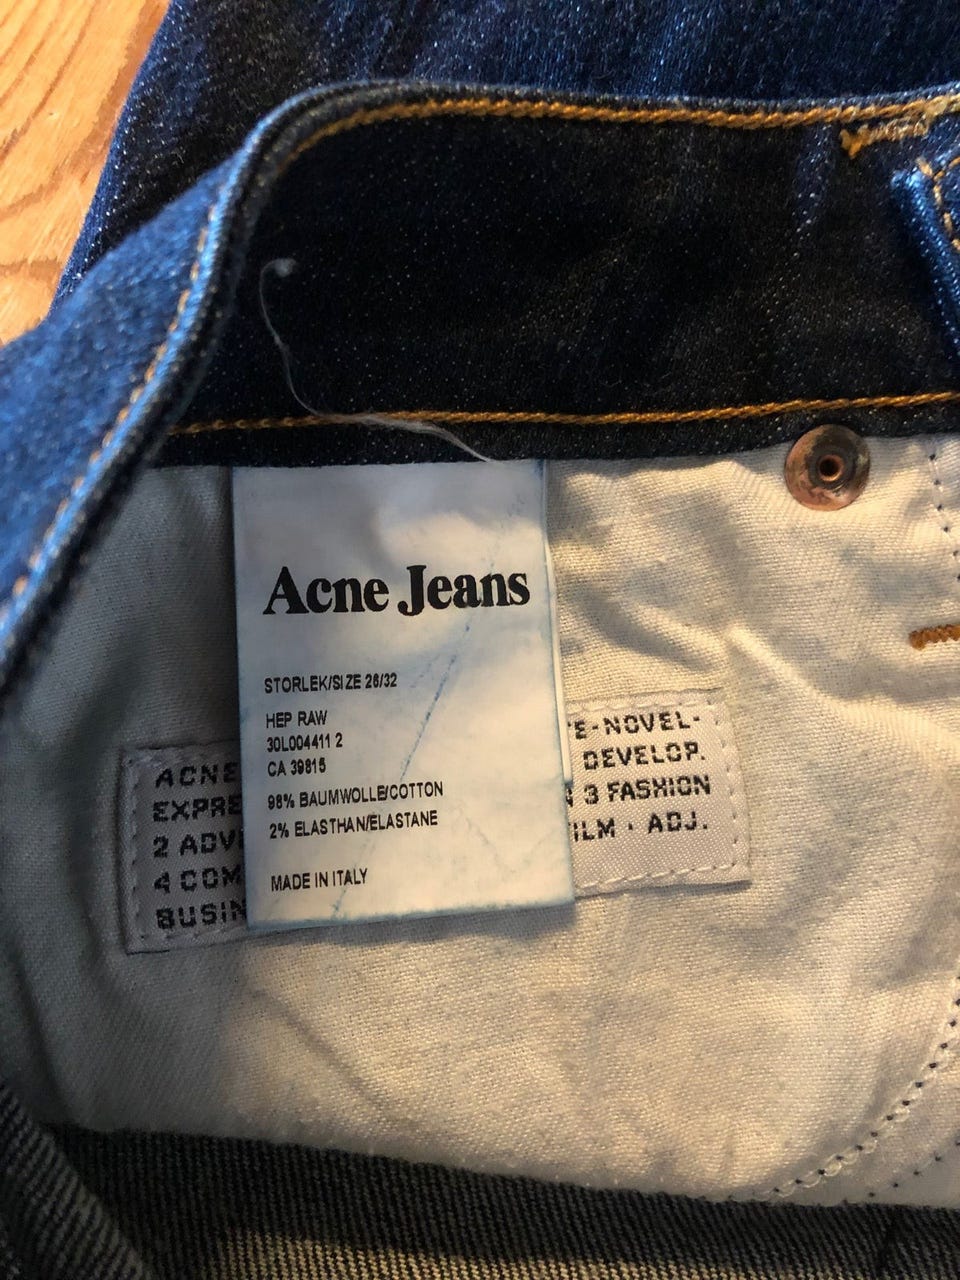 Acne Jeans
STORLEK/SIZE 26/32
HEP RAW
30L004411 2
CA 39815
98% BAUMWOLLE/COTTON
2% ELASTHAN/ELASTANE
MADE IN ITALY
ACNE E-NOVEL-
EXPRE DEVELOP.
2 ADV 3 FASHION
4 COM ILM · ADJ.
BUSIN